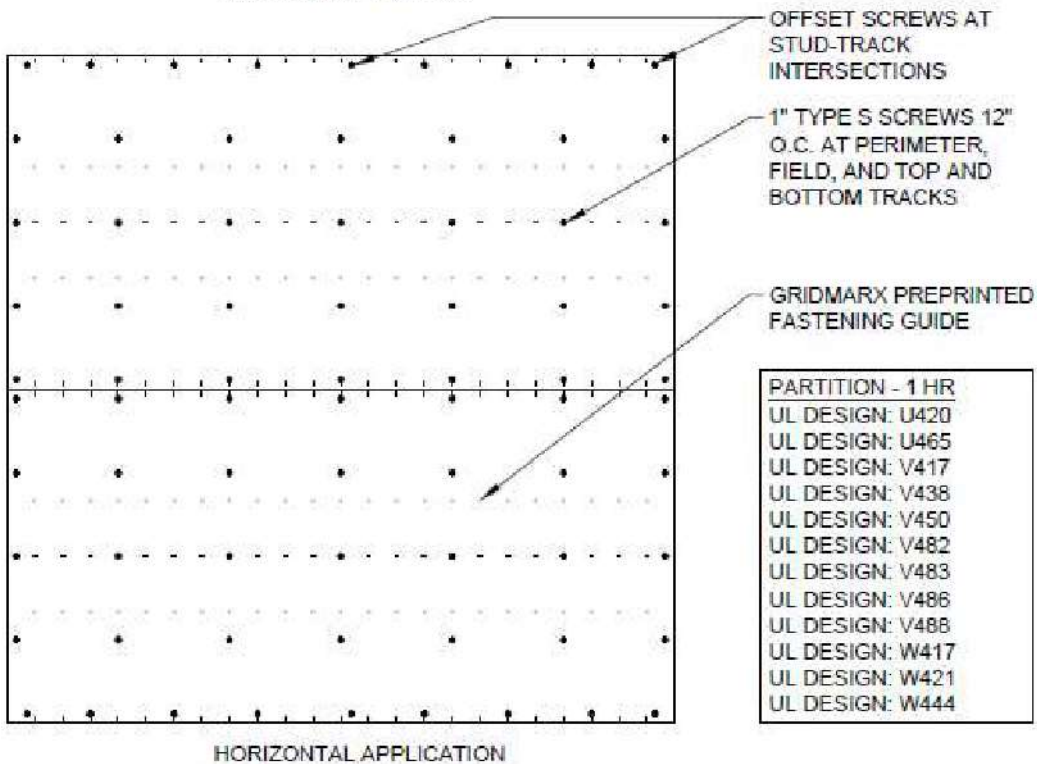 OFFSET SCREWS AT
STUD-TRACK
INTERSECTIONS
1" TYPE S SCREWS 12"
O.C. AT PERIMETER,
FIELD, AND TOP AND
BOTTOM TRACKS
GRIDMARX PREPRINTED
FASTENING GUIDE
PARTITION - 1 HR
UL DESIGN: U420
UL DESIGN: U465
UL DESIGN: V417
UL DESIGN: V438
UL DESIGN: V450
UL DESIGN: V482
UL DESIGN: V483
UL DESIGN: V486
UL DESIGN: V488
UL DESIGN: W417
UL DESIGN: W421
UL DESIGN: W444
HORIZONTAL APPLICATION